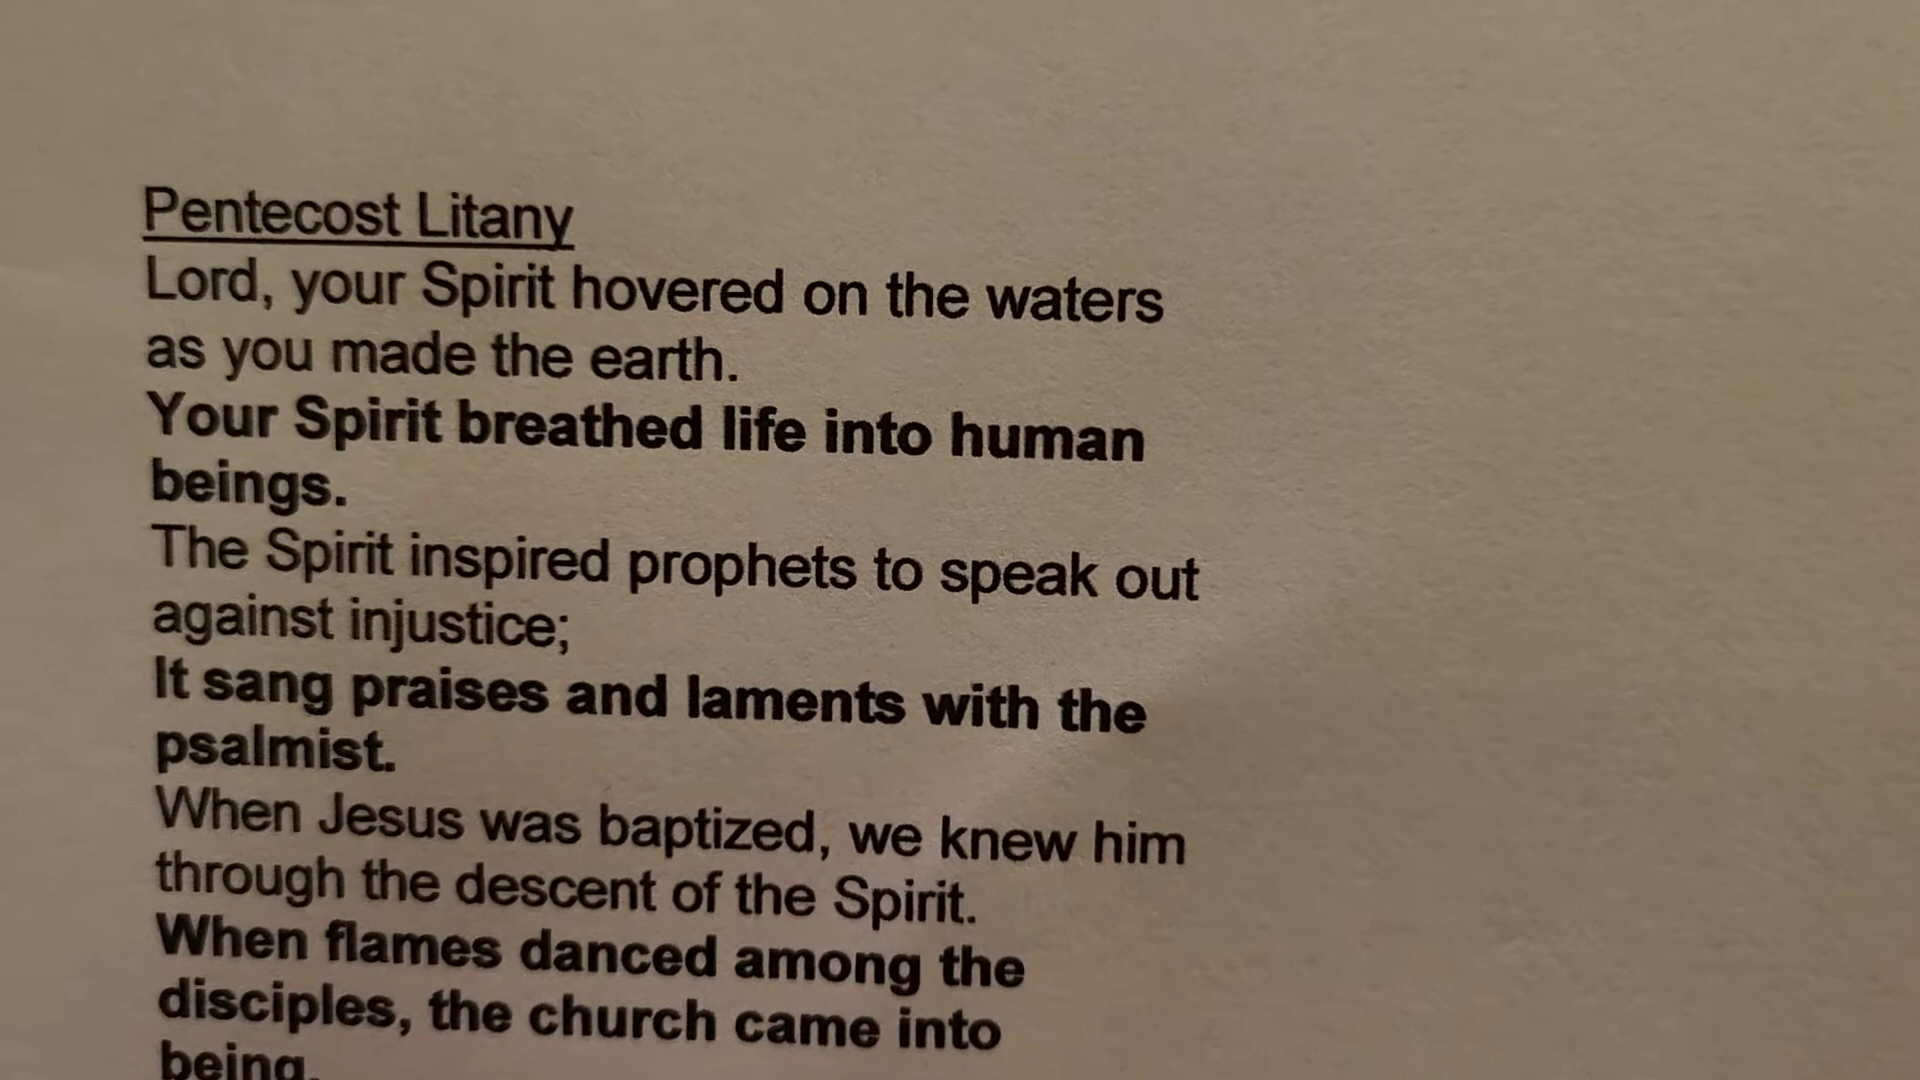 Pentecost Litany
Lord, your Spirit hovered on the waters
as you made the earth.
Your Spirit breathed life into human
beings.
The Spirit inspired prophets to speak out
against injustice;
It sang praises and laments with the
psalmist.
When Jesus was baptized, we knew him
through the descent of the Spirit.
When flames danced among the
disciples, the church came into
being.